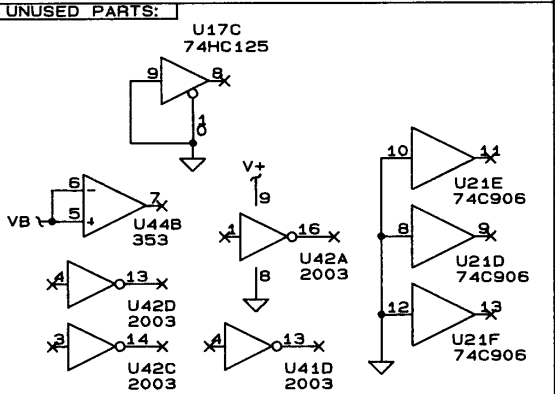 UNUSED PARTS:
U17C
74HC125
9
8
1
0
V+
9
10
11
U21E
74C906
6
-
7
5
+
VB
U44B
353
1
16
U42A
2003
8
8
9
U21D
74C906
4
13
U42D
2003
12
13
U21F
74C906
3
14
U42C
2003
4
13
U41D
2003